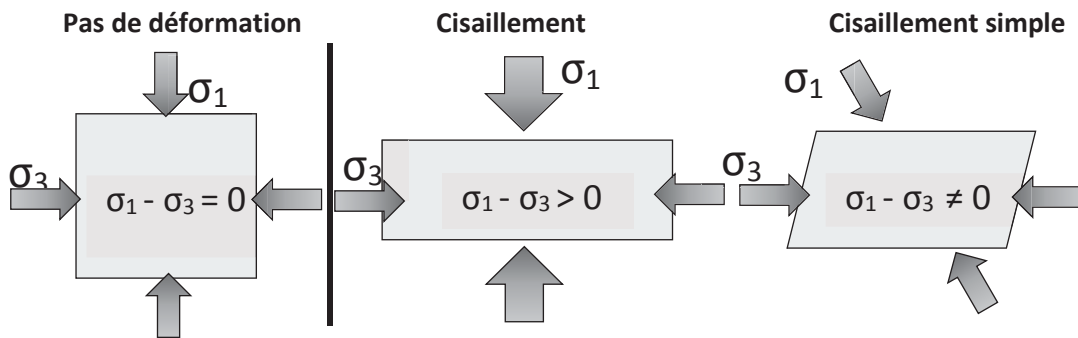 Pas de déformation
Cisaillement
Cisaillement simple
σ1
σ3
σ1 - σ3 = 0
σ1
σ3
σ1 - σ3 > 0
σ1
σ3
σ1 - σ3 ≠ 0